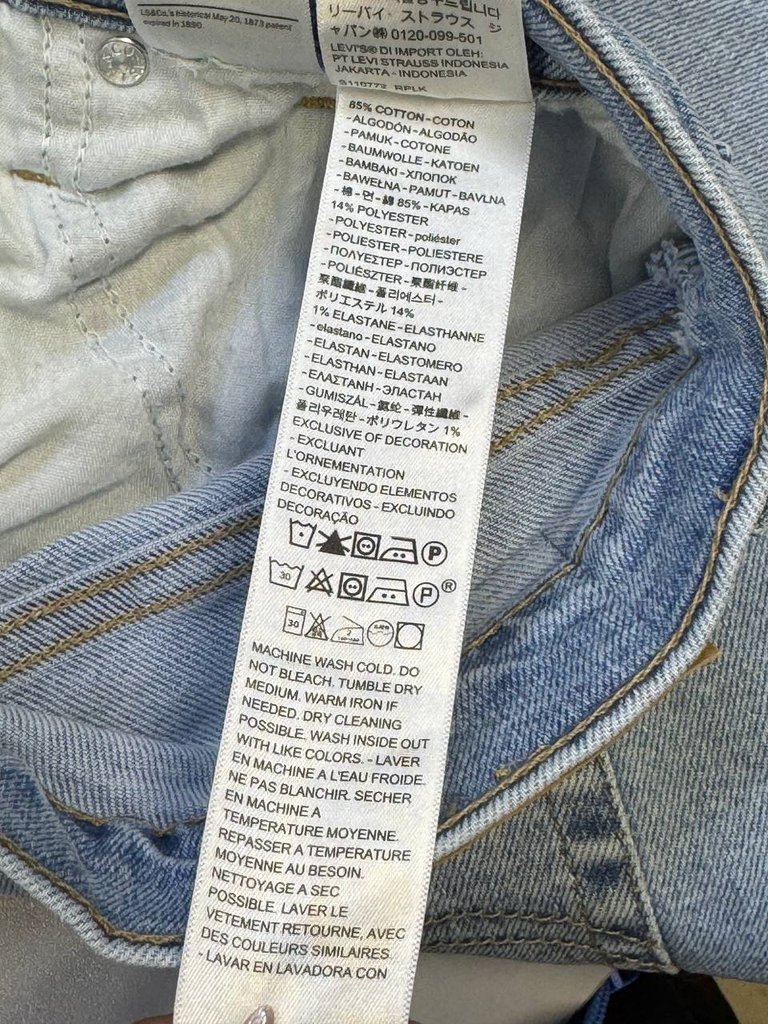 LS&Co.'s historical May 20, 1873 patent
expired in 1890.
リーバイ・ストラウス ジ
ャパン㈱ 0120-099-501
LEVI'S® DI IMPORT OLEH:
PT LEVI STRAUSS INDONESIA
JAKARTA - INDONESIA
RPLK
85% COTTON-COTON
-ALGODÓN-ALGODÃO
-PAMUK-COTONE
-BAUMWOLLE-KATOEN
-BAMBAKI-ХЛОПОК
-BAWEŁNA-PAMUT-BAVLNA
-棉-면-綿 85%-KAPAS
14% POLYESTER
-POLYESTER-poliéster
-POLIESTER-POLIESTERE
-ΠΟΛΥΕΣΤΕΡ-ПОЛИЭСТЕР
-POLIÉSZTER-聚酯纤维-
聚酯纖維-폴리에스터-
ポリエステル 14%
1% ELASTANE-ELASTHANNE
-elastano-ELASTANO
-ELASTAN-ELASTOMERO
-ELASTHAN-ELASTAAN
-ΕΛΑΣΤΑΝΗ-ЭЛАСТАН
-GUMISZÁL-氨纶-彈性纖維-
폴리우레탄-ポリウレタン 1%
EXCLUSIVE OF DECORATION
- EXCLUANT
L'ORNEMENTATION
- EXCLUYENDO ELEMENTOS
DECORATIVOS - EXCLUINDO
DECORAÇÃO
P
30 P®
30
MACHINE WASH COLD. DO
NOT BLEACH. TUMBLE DRY
MEDIUM. WARM IRON IF
NEEDED. DRY CLEANING
POSSIBLE. WASH INSIDE OUT
WITH LIKE COLORS. - LAVER
EN MACHINE A L'EAU FROIDE.
NE PAS BLANCHIR. SECHER
EN MACHINE A
TEMPERATURE MOYENNE.
REPASSER A TEMPERATURE
MOYENNE AU BESOIN.
NETTOYAGE A SEC
POSSIBLE. LAVER LE
VETEMENT RETOURNE, AVEC
DES COULEURS SIMILAIRES.
- LAVAR EN LAVADORA CON